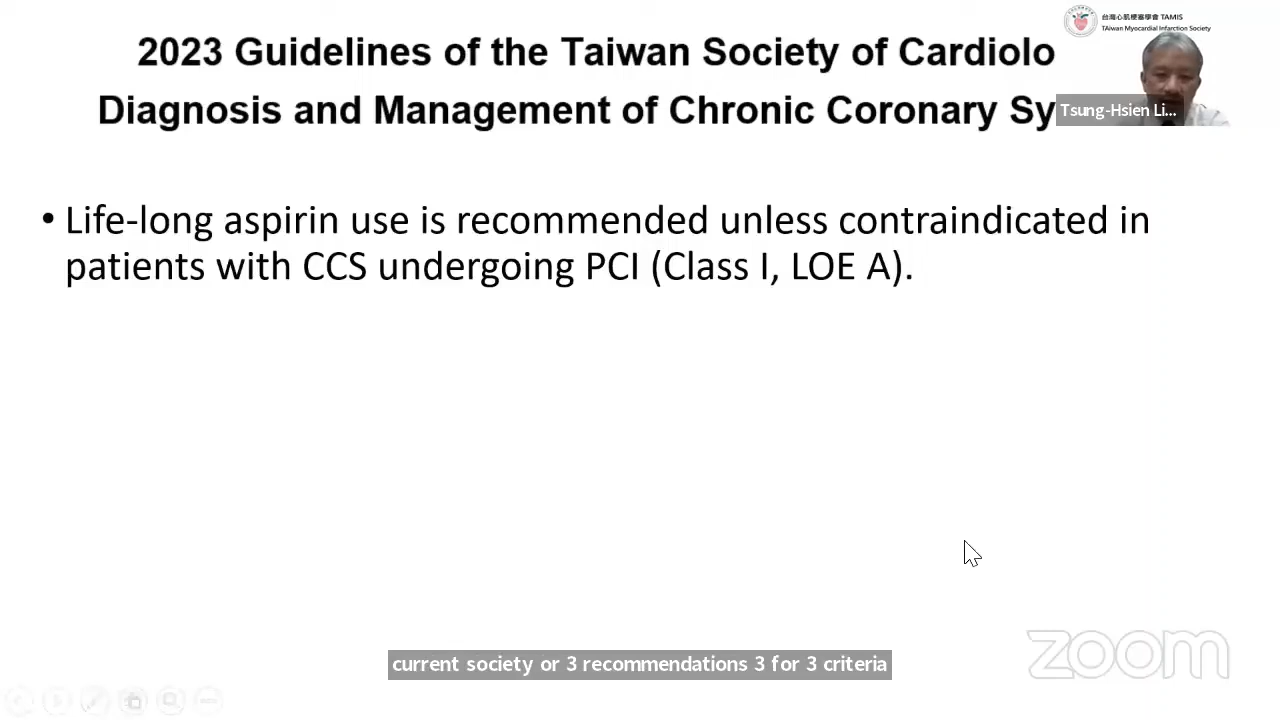 台灣心肌梗塞學會 TAMIS
TAiwan Myocardial Infarction Society
2023 Guidelines of the Taiwan Society of Cardiolo
Diagnosis and Management of Chronic Coronary Sy
Tsung-Hsien Li...
• Life-long aspirin use is recommended unless contraindicated in
patients with CCS undergoing PCI (Class I, LOE A).
zoom
current society or 3 recommendations 3 for 3 criteria